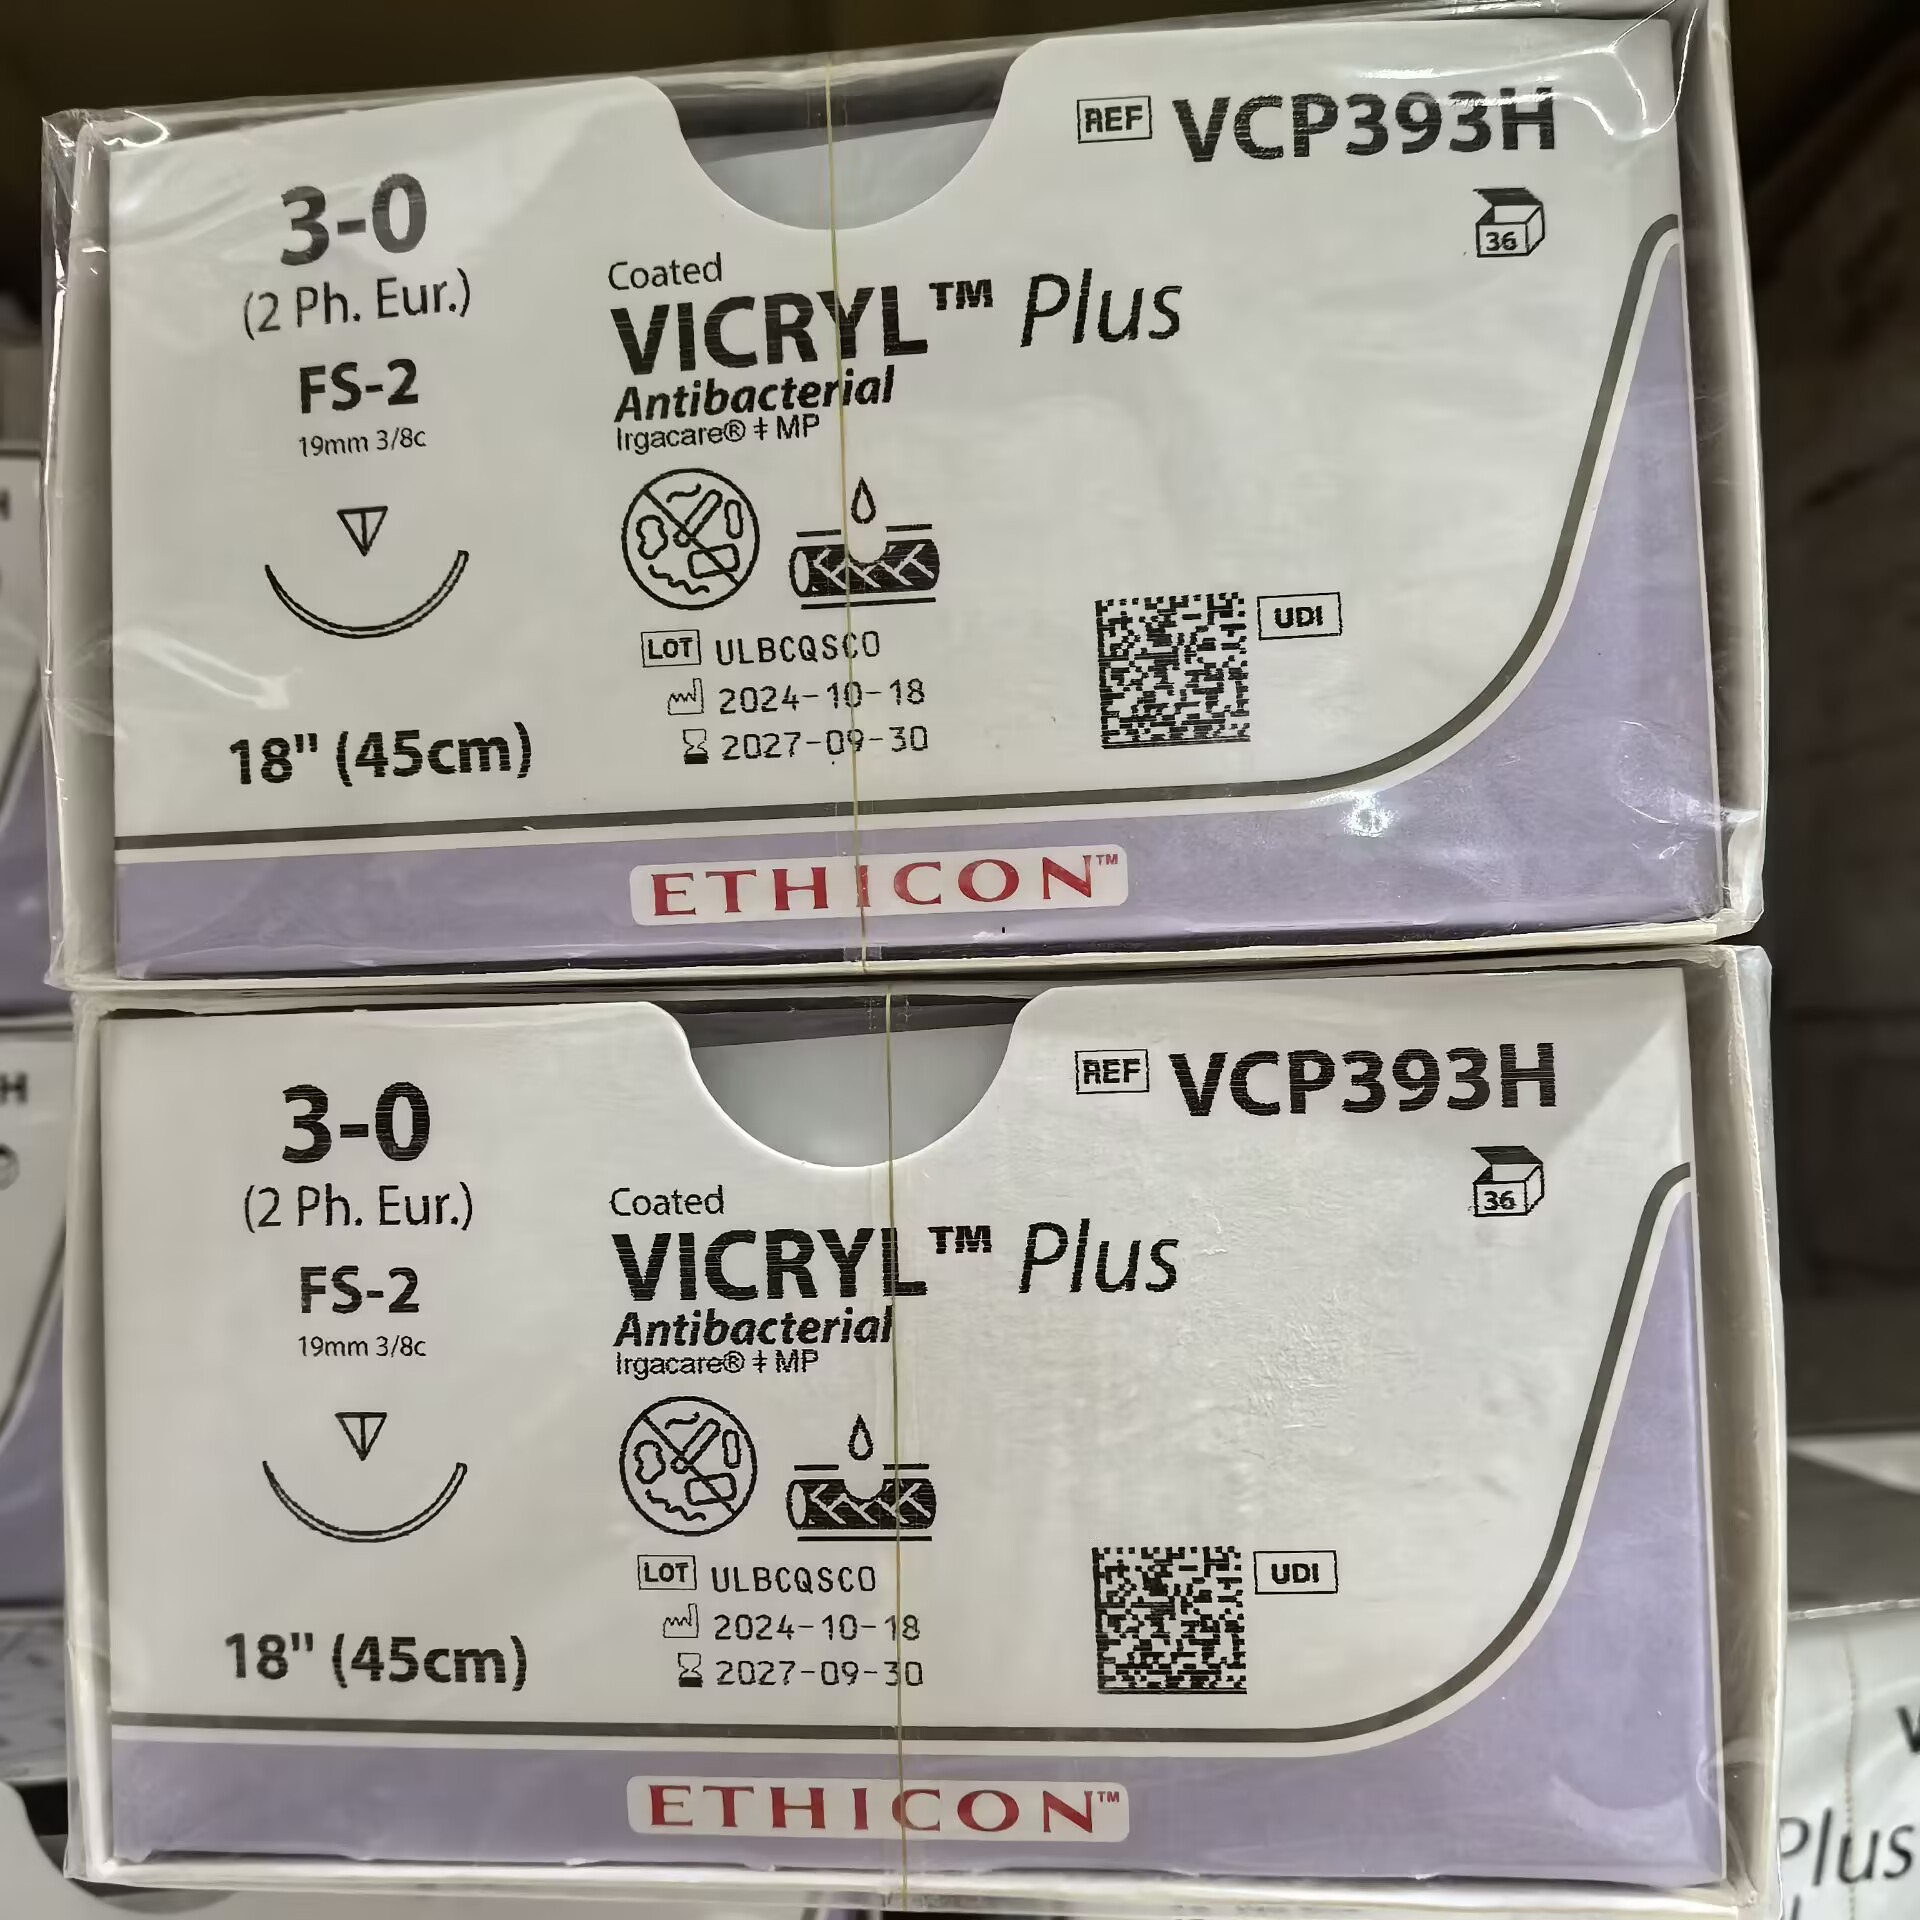 REF VCP393H
36
3-0
(2 Ph. Eur.)
FS-2
19mm 3/8c
18" (45cm)
Coated
VICRYL™ Plus
Antibacterial
Irgacare® ǂ MP
LOT ULBCQSCO
2024-10-18
2027-09-30
UDI
ETHICON™
REF VCP393H
36
3-0
(2 Ph. Eur.)
FS-2
19mm 3/8c
18" (45cm)
Coated
VICRYL™ Plus
Antibacterial
Irgacare® ǂ MP
LOT ULBCQSCO
2024-10-18
2027-09-30
UDI
ETHICON™
H
H
V
Plus